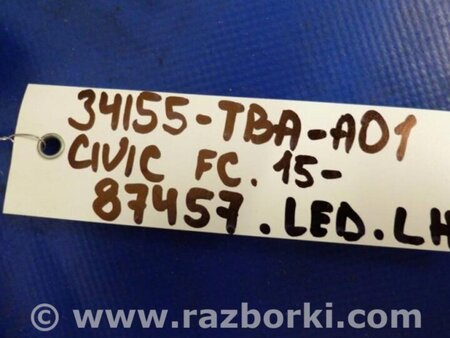 34155-TBA-A01
CIVIC FC. 15-
87457.LED.LH
© www.razborki.com